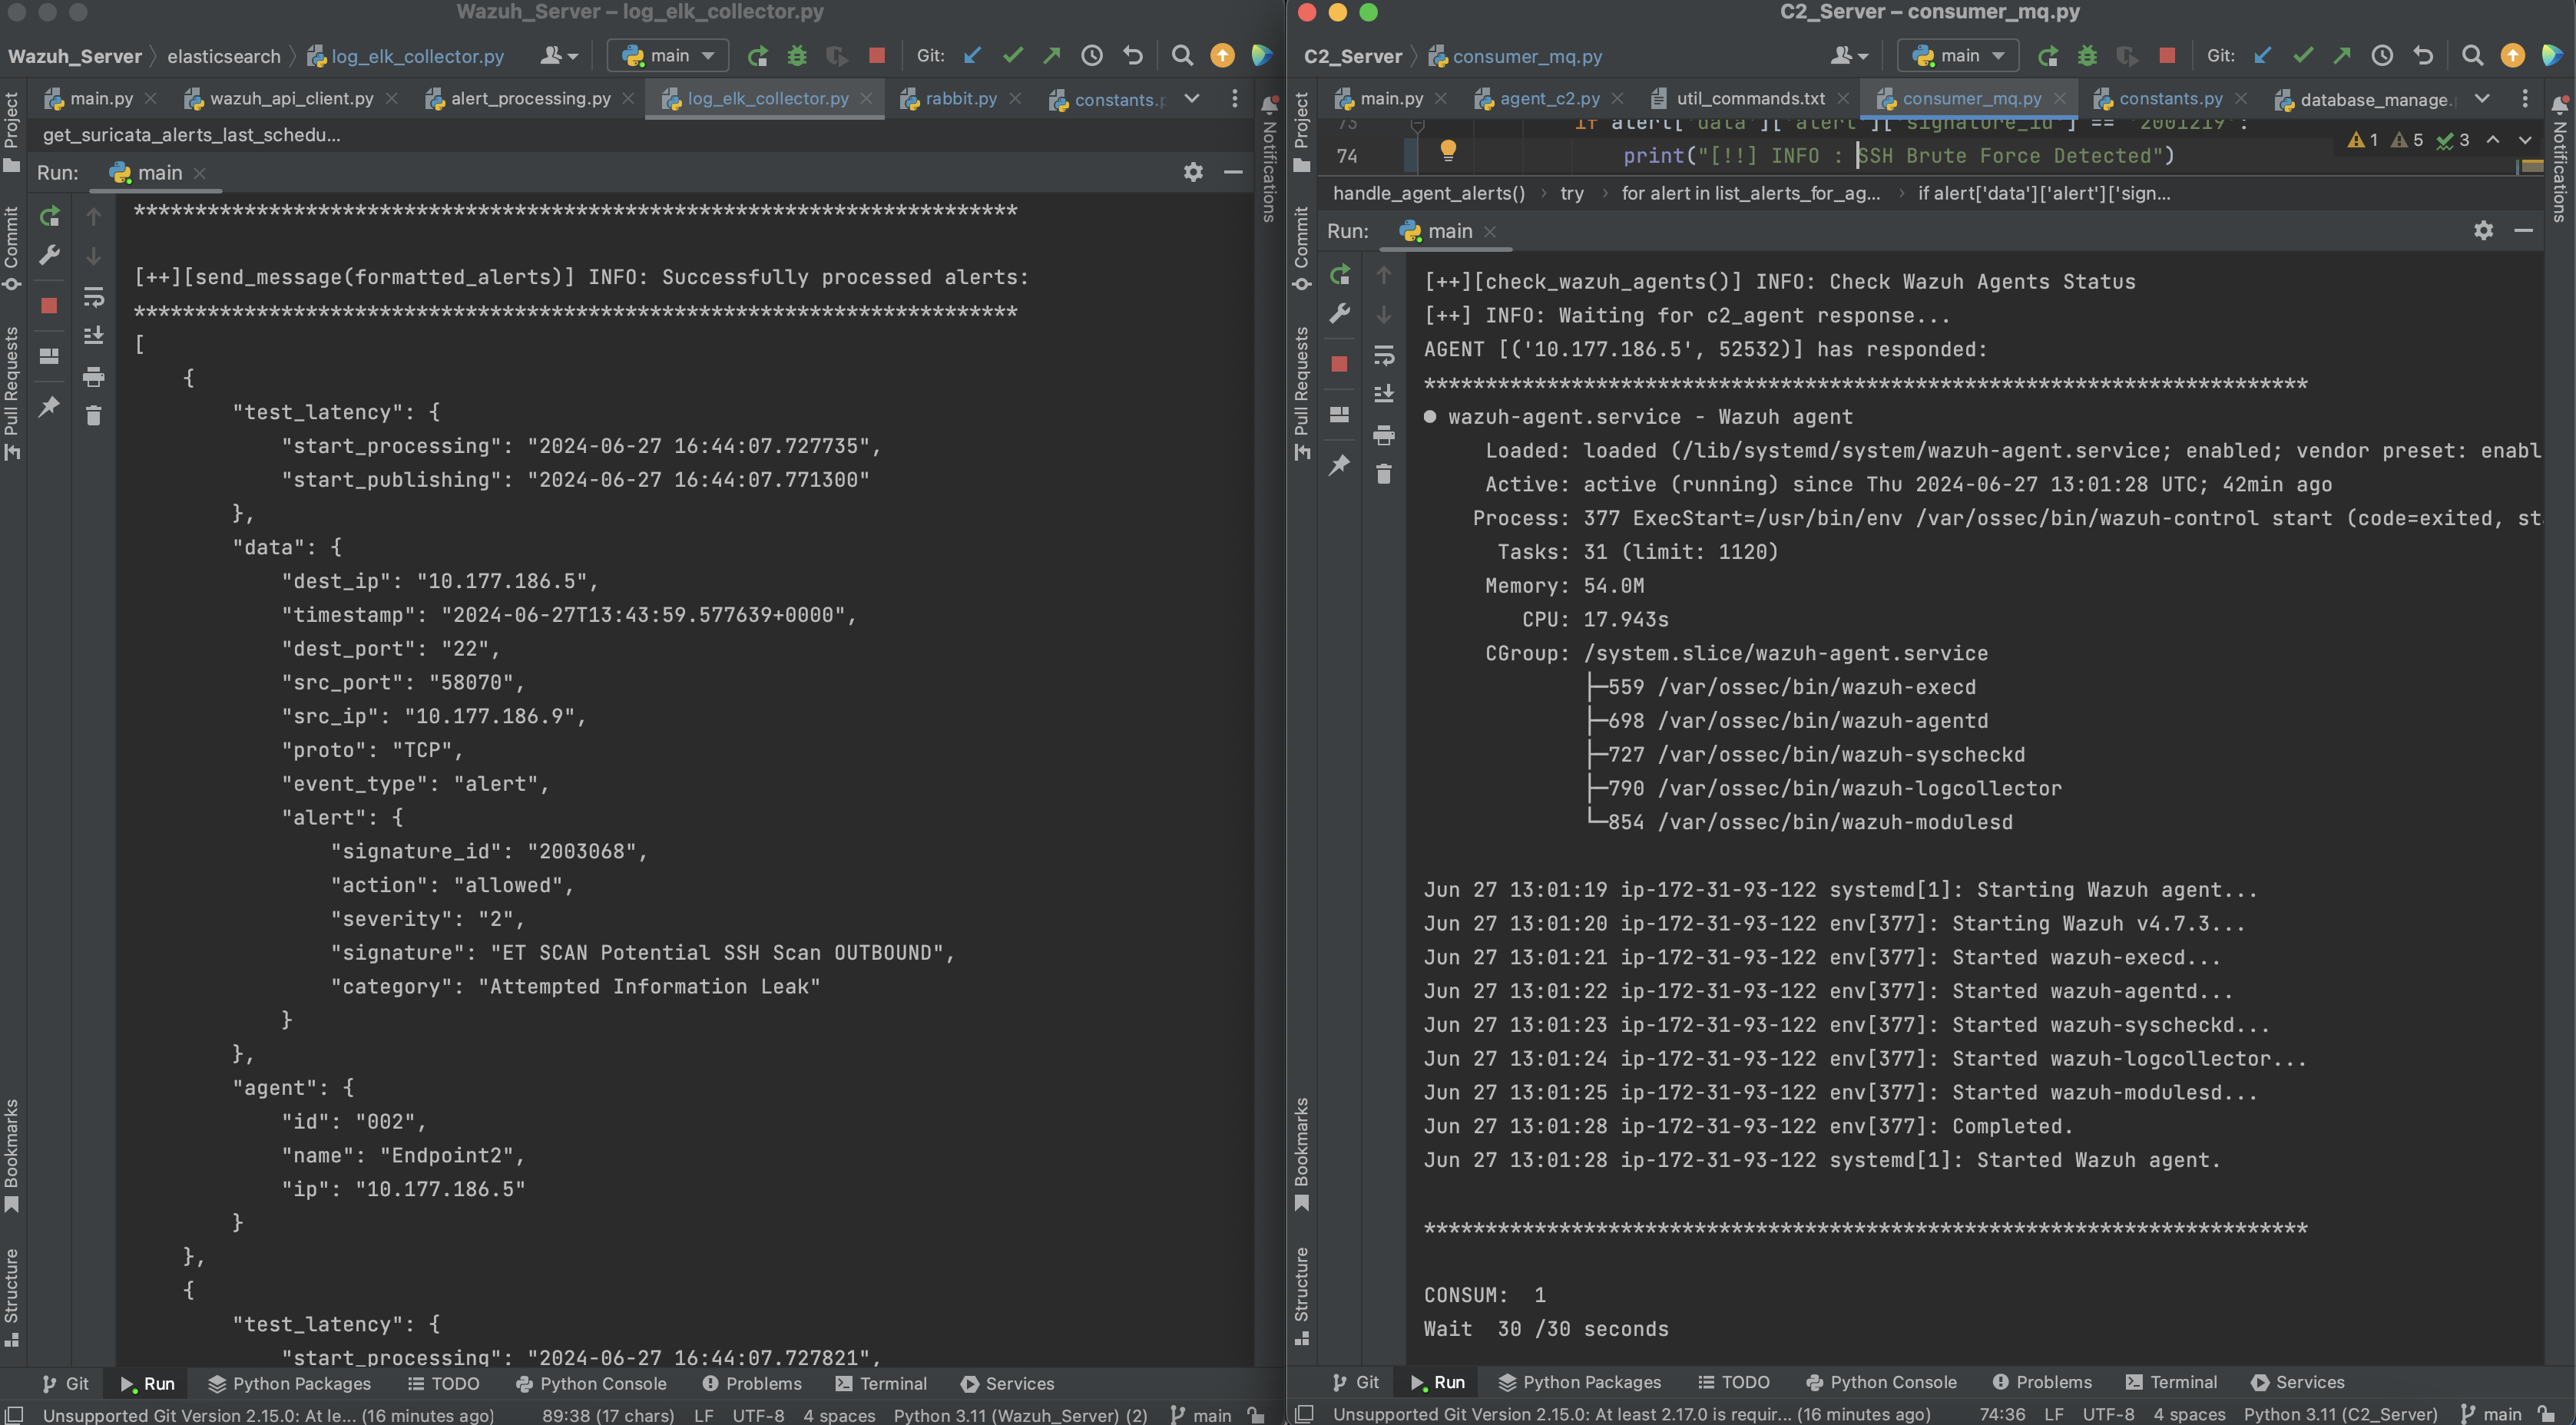 Wazuh_Server – log_elk_collector.py
Wazuh_Server elasticsearch log_elk_collector.py main Git:
main.py wazuh_api_client.py alert_processing.py log_elk_collector.py rabbit.py constants.p
get_suricata_alerts_last_schedu...
Run: main
Project
Commit
Pull Requests
Bookmarks
Structure
Notifications
************************************************************************
[++][send_message(formatted_alerts)] INFO: Successfully processed alerts:
************************************************************************
[
{
"test_latency": {
"start_processing": "2024-06-27 16:44:07.727735",
"start_publishing": "2024-06-27 16:44:07.771300"
},
"data": {
"dest_ip": "10.177.186.5",
"timestamp": "2024-06-27T13:43:59.577639+0000",
"dest_port": "22",
"src_port": "58070",
"src_ip": "10.177.186.9",
"proto": "TCP",
"event_type": "alert",
"alert": {
"signature_id": "2003068",
"action": "allowed",
"severity": "2",
"signature": "ET SCAN Potential SSH Scan OUTBOUND",
"category": "Attempted Information Leak"
}
},
"agent": {
"id": "002",
"name": "Endpoint2",
"ip": "10.177.186.5"
}
},
{
"test_latency": {
"start_processing": "2024-06-27 16:44:07.727821",
Git Run Python Packages TODO Python Console Problems Terminal Services
Unsupported Git Version 2.15.0: At le... (16 minutes ago) 89:38 (17 chars) LF UTF-8 4 spaces Python 3.11 (Wazuh_Server) (2) main
C2_Server – consumer_mq.py
C2_Server consumer_mq.py main Git:
main.py agent_c2.py util_commands.txt consumer_mq.py constants.py database_manage.
73 if alert['data']['alert']['signature_id'] == '2001219':
74 print("[!!] INFO : SSH Brute Force Detected")
1 5 3
handle_agent_alerts() try for alert in list_alerts_for_ag... if alert['data']['alert']['sign...
Run: main
Project
Commit
Pull Requests
Bookmarks
Structure
Notifications
[++][check_wazuh_agents()] INFO: Check Wazuh Agents Status
[++] INFO: Waiting for c2_agent response...
AGENT [('10.177.186.5', 52532)] has responded:
************************************************************************
● wazuh-agent.service - Wazuh agent
Loaded: loaded (/lib/systemd/system/wazuh-agent.service; enabled; vendor preset: enabl
Active: active (running) since Thu 2024-06-27 13:01:28 UTC; 42min ago
Process: 377 ExecStart=/usr/bin/env /var/ossec/bin/wazuh-control start (code=exited, st
Tasks: 31 (limit: 1120)
Memory: 54.0M
CPU: 17.943s
CGroup: /system.slice/wazuh-agent.service
├─559 /var/ossec/bin/wazuh-execd
├─698 /var/ossec/bin/wazuh-agentd
├─727 /var/ossec/bin/wazuh-syscheckd
├─790 /var/ossec/bin/wazuh-logcollector
└─854 /var/ossec/bin/wazuh-modulesd
Jun 27 13:01:19 ip-172-31-93-122 systemd[1]: Starting Wazuh agent...
Jun 27 13:01:20 ip-172-31-93-122 env[377]: Starting Wazuh v4.7.3...
Jun 27 13:01:21 ip-172-31-93-122 env[377]: Started wazuh-execd...
Jun 27 13:01:22 ip-172-31-93-122 env[377]: Started wazuh-agentd...
Jun 27 13:01:23 ip-172-31-93-122 env[377]: Started wazuh-syscheckd...
Jun 27 13:01:24 ip-172-31-93-122 env[377]: Started wazuh-logcollector...
Jun 27 13:01:25 ip-172-31-93-122 env[377]: Started wazuh-modulesd...
Jun 27 13:01:28 ip-172-31-93-122 env[377]: Completed.
Jun 27 13:01:28 ip-172-31-93-122 systemd[1]: Started Wazuh agent.
************************************************************************
CONSUM: 1
Wait 30 /30 seconds
Git Run Python Packages TODO Python Console Problems Terminal Services
Unsupported Git Version 2.15.0: At least 2.17.0 is requir... (16 minutes ago) 74:36 LF UTF-8 4 spaces Python 3.11 (C2_Server) main